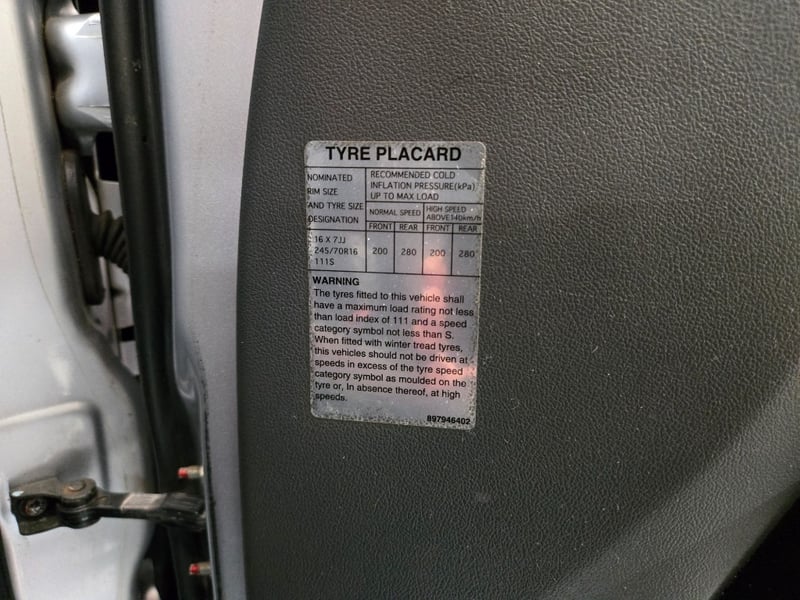 TYRE PLACARD
NOMINATED
RIM SIZE
AND TYRE SIZE
DESIGNATION
RECOMMENDED COLD
INFLATION PRESSURE(kPa)
UP TO MAX LOAD
NORMAL SPEED
HIGH SPEED
ABOVE140km/h
FRONT REAR FRONT REAR
16 X 7JJ
245/70R16
111S
200 280 200 280
WARNING
The tyres fitted to this vehicle shall
have a maximum load rating not less
than load index of 111 and a speed
category symbol not less than S.
When fitted with winter tread tyres,
this vehicles should not be driven at
speeds in excess of the tyre speed
category symbol as moulded on the
tyre or, In absence thereof, at high
speeds.
897946402